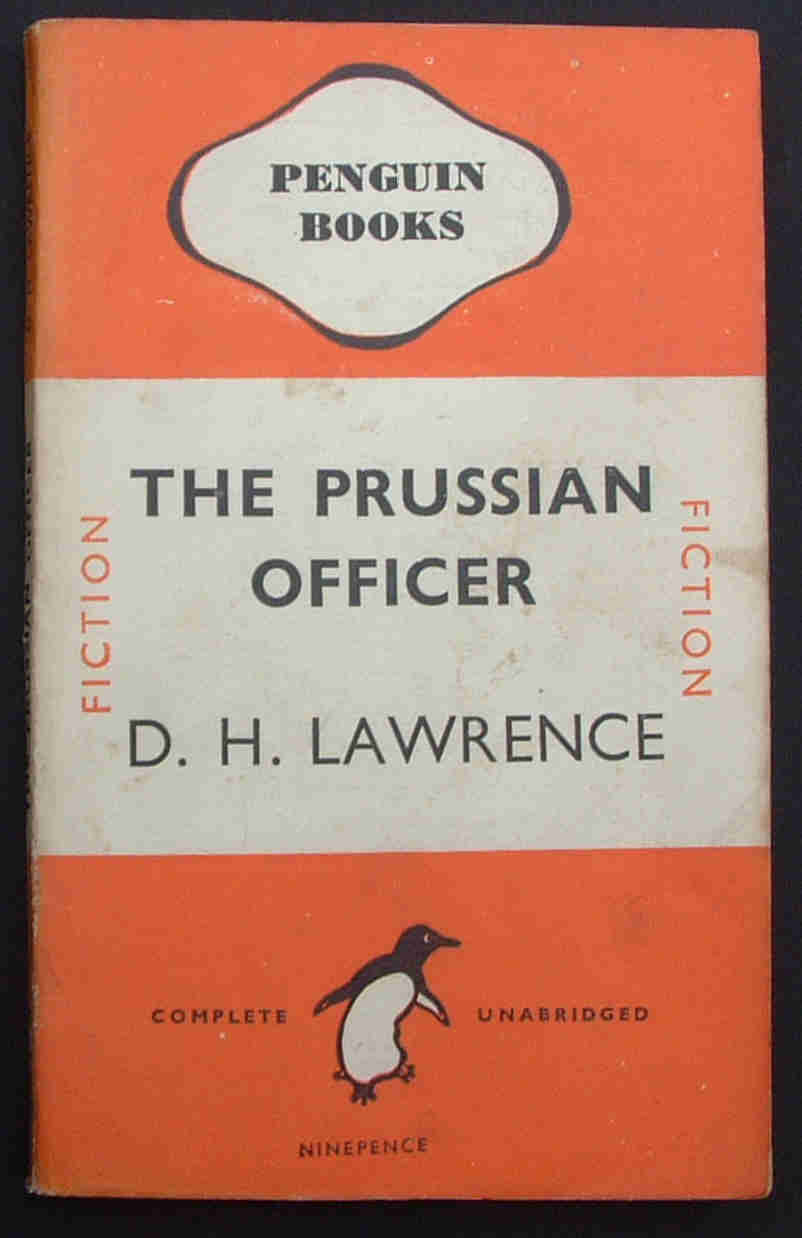 PENGUIN
BOOKS
THE PRUSSIAN
OFFICER
FICTION
FICTION
D. H. LAWRENCE
COMPLETE UNABRIDGED
NINEPENCE